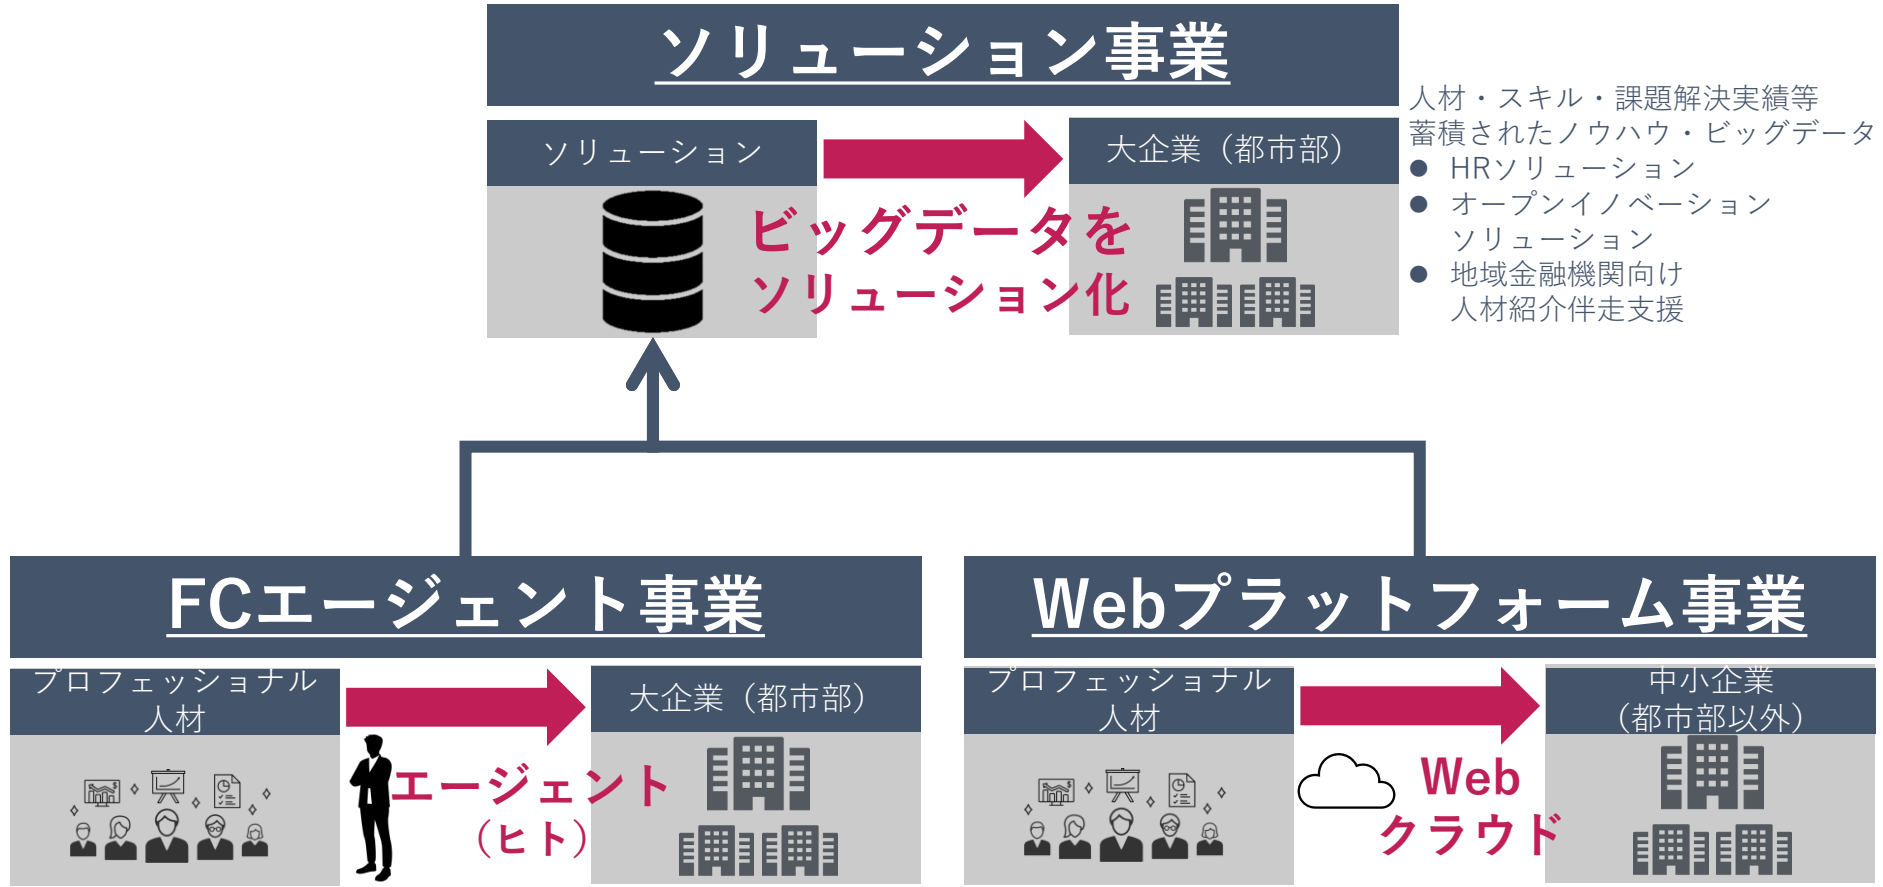 ソリューション事業
ソリューション
大企業（都市部）
ビッグデータを
ソリューション化
人材・スキル・課題解決実績等
蓄積されたノウハウ・ビッグデータ
● HRソリューション
● オープンイノベーション
ソリューション
● 地域金融機関向け
人材紹介伴走支援
FCエージェント事業
プロフェッショナル
人材
大企業（都市部）
エージェント
（ヒト）
Webプラットフォーム事業
プロフェッショナル
人材
中小企業
（都市部以外）
Web
クラウド